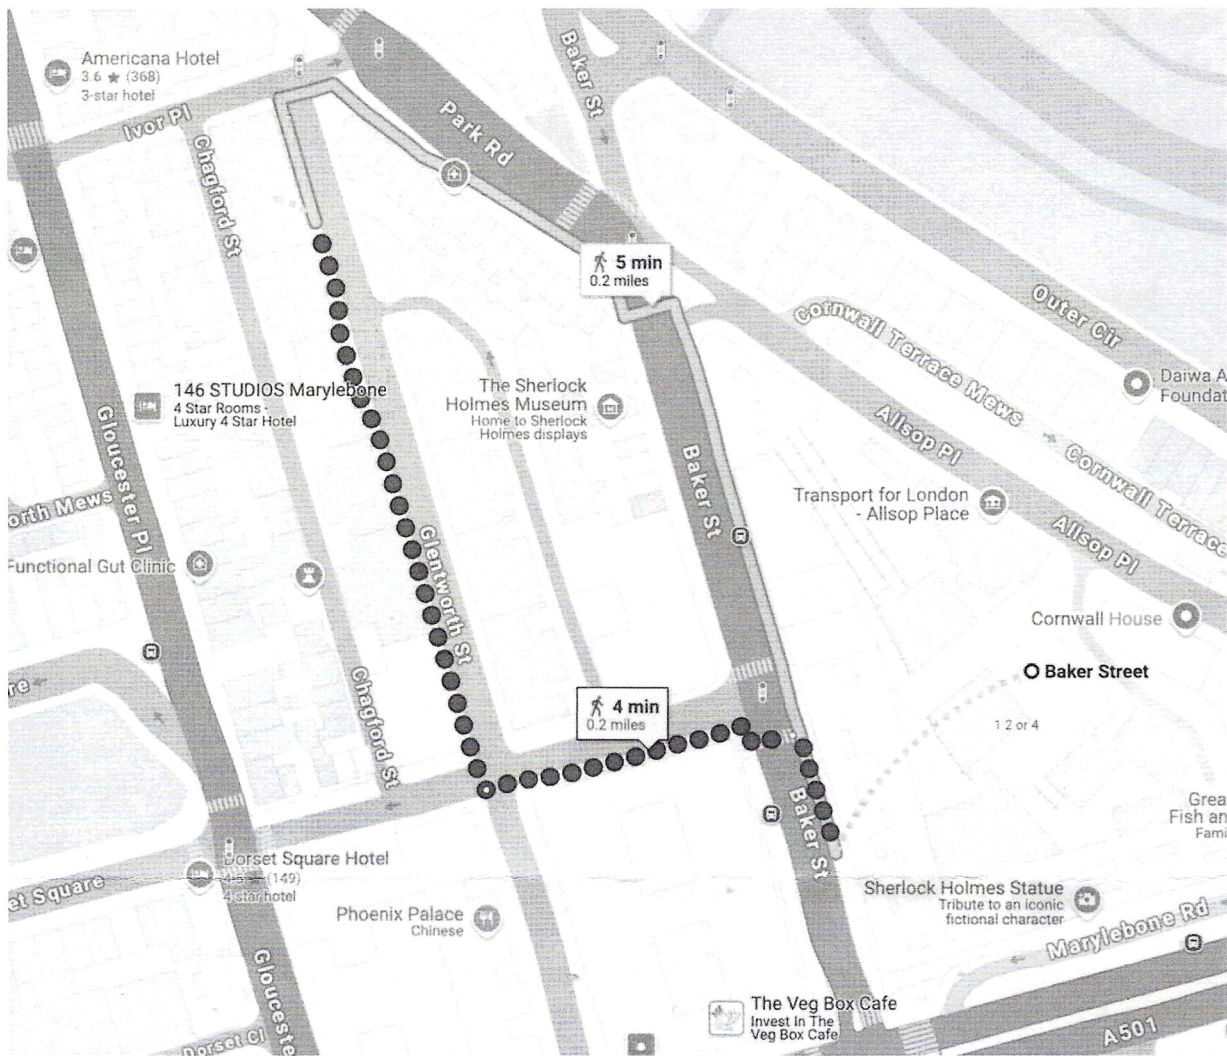 Americana Hotel
3.6 ★ (368)
3-star hotel
Ivor Pl
Chagford St
Park Rd
Baker St
5 min
0.2 miles
Outer Cir
Cornwall Terrace Mews
Cornwall Terrace
Daiwa A
Foundat
146 STUDIOS Marylebone
4 Star Rooms -
Luxury 4 Star Hotel
The Sherlock
Holmes Museum
Home to Sherlock
Holmes displays
Gloucester Pl
Baker St
Allsop Pl
Transport for London
- Allsop Place
Allsop Pl
orth Mews
Functional Gut Clinic
Glentworth St
Cornwall House
Baker Street
1 2 or 4
re
Chagford St
4 min
0.2 miles
Baker St
Grea
Fish an
Fami
Dorset Square Hotel
(149)
4-star hotel
et Square
Phoenix Palace
Chinese
Sherlock Holmes Statue
Tribute to an iconic
fictional character
Marylebone Rd
Glouceste
The Veg Box Cafe
Invest In The
Veg Box Cafe
A501
Dorset Cl